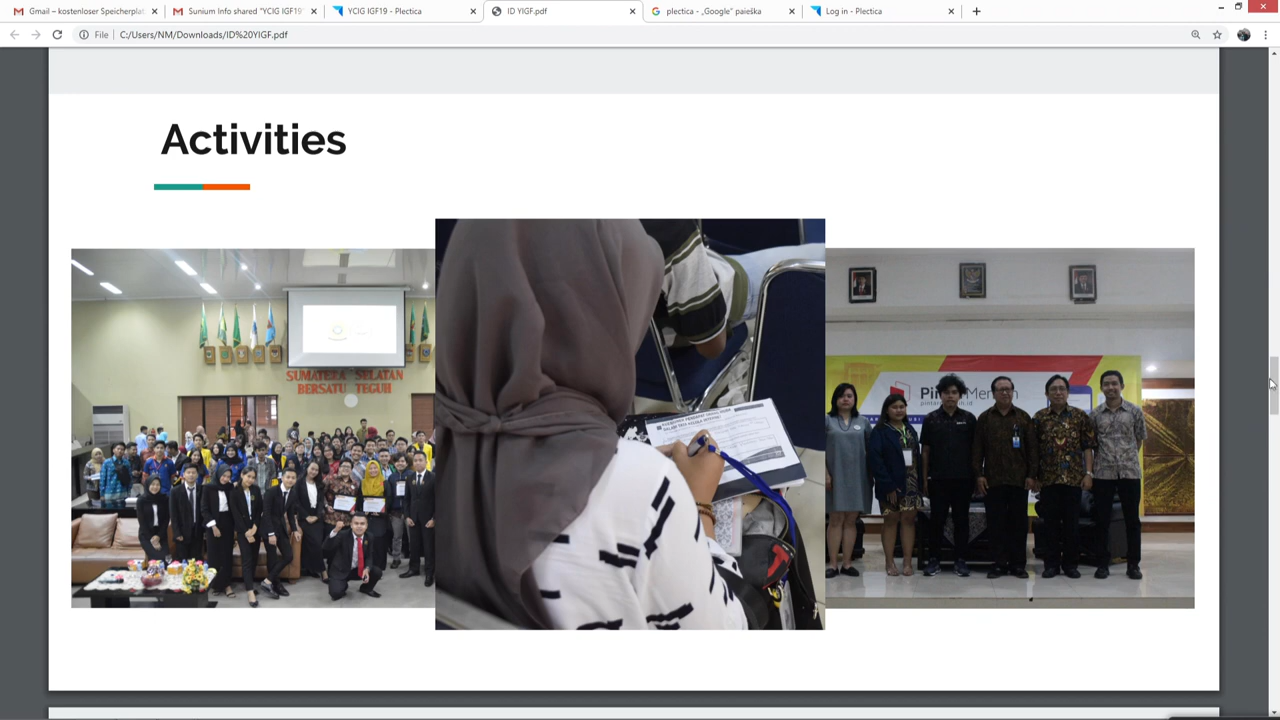 Gmail – kostenloser Speicherplat
Sunium Info shared "YCIG IGF19"
YCIG IGF19 - Plectica
ID YIGF.pdf
plectica - „Google“ paieška
Log in - Plectica
File
C:/Users/NM/Downloads/ID%20YIGF.pdf
Activities
SUMATERA SELATAN
BERSATU TEGUH